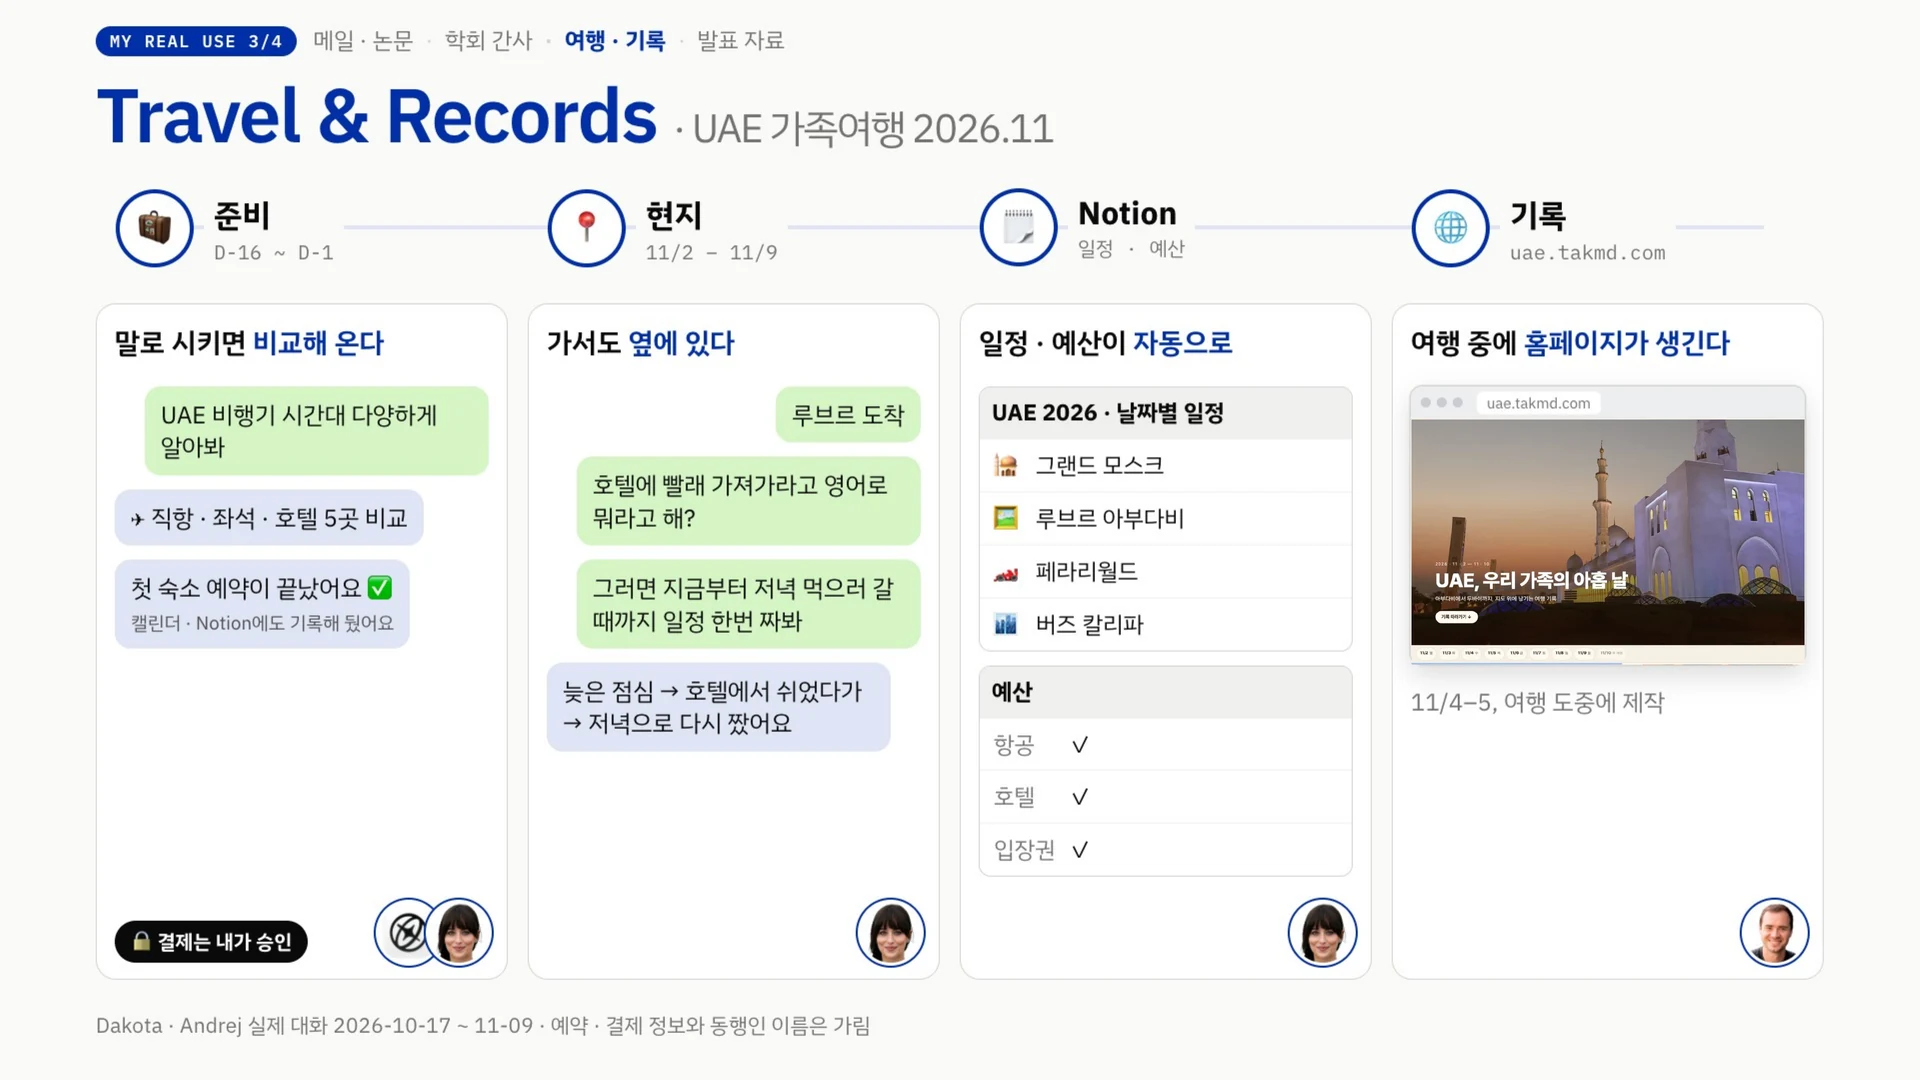 MY REAL USE 3/4 메일 · 논문 · 학회 간사 · 여행 · 기록 · 발표 자료
Travel & Records · UAE 가족여행 2026.11
준비
D-16 ~ D-1
현지
11/2 – 11/9
Notion
일정 · 예산
기록
uae.takmd.com
말로 시키면 비교해 온다
UAE 비행기 시간대 다양하게
알아봐
✈ 직항 · 좌석 · 호텔 5곳 비교
첫 숙소 예약이 끝났어요 ✅
캘린더 · Notion에도 기록해 뒀어요
🔒 결제는 내가 승인
가서도 옆에 있다
루브르 도착
호텔에 빨래 가져가라고 영어로
뭐라고 해?
그러면 지금부터 저녁 먹으러 갈
때까지 일정 한번 짜봐
늦은 점심 → 호텔에서 쉬었다가
→ 저녁으로 다시 짰어요
일정 · 예산이 자동으로
UAE 2026 · 날짜별 일정
그랜드 모스크
루브르 아부다비
페라리월드
버즈 칼리파
예산
항공 ✓
호텔 ✓
입장권 ✓
여행 중에 홈페이지가 생긴다
uae.takmd.com
UAE, 우리 가족의 아홉 날
11/4–5, 여행 도중에 제작
Dakota · Andrej 실제 대화 2026-10-17 ~ 11-09 · 예약 · 결제 정보와 동행인 이름은 가림